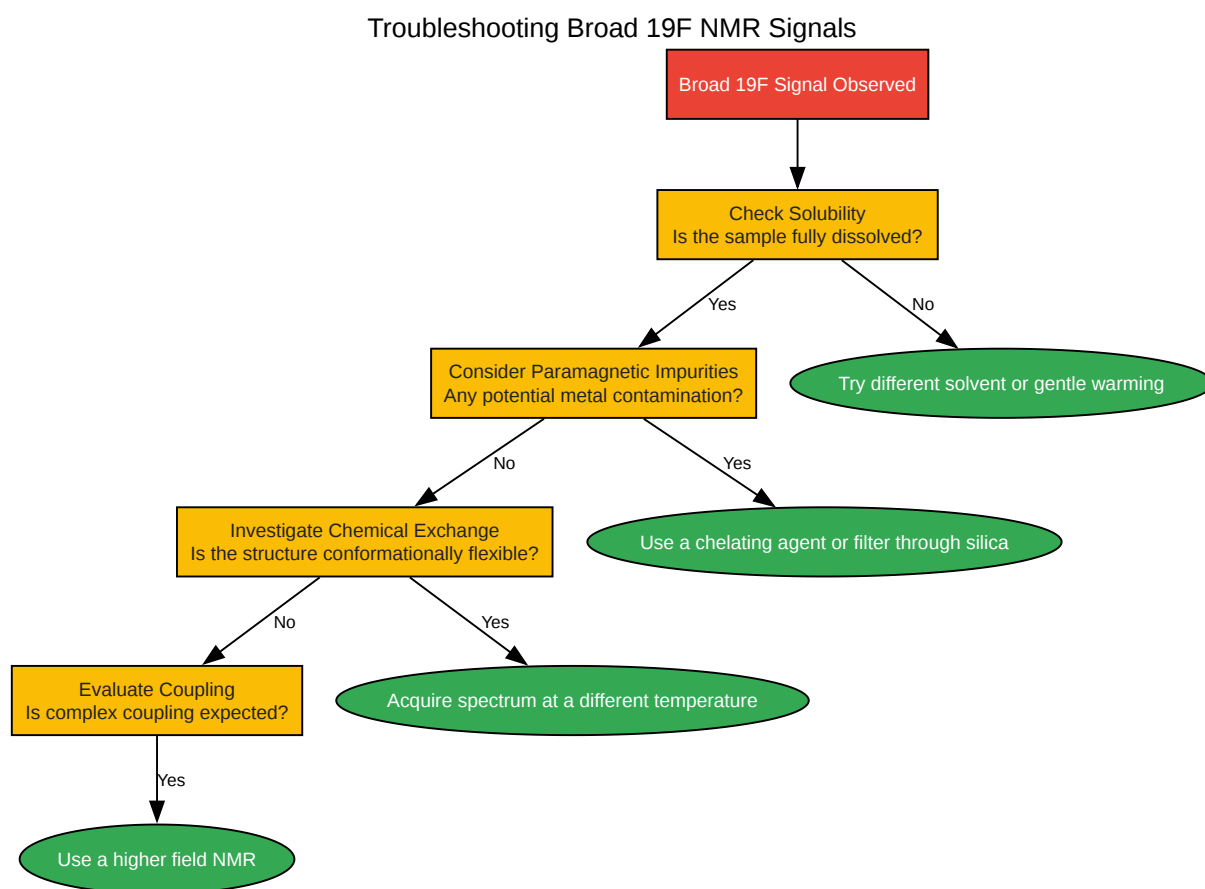 Troubleshooting Broad 19F NMR Signals
Broad 19F Signal Observed
Check Solubility
Is the sample fully dissolved?
Yes
No
Consider Paramagnetic Impurities
Any potential metal contamination?
Try different solvent or gentle warming
No
Yes
Investigate Chemical Exchange
Is the structure conformationally flexible?
Use a chelating agent or filter through silica
No
Yes
Evaluate Coupling
Is complex coupling expected?
Acquire spectrum at a different temperature
Yes
Use a higher field NMR